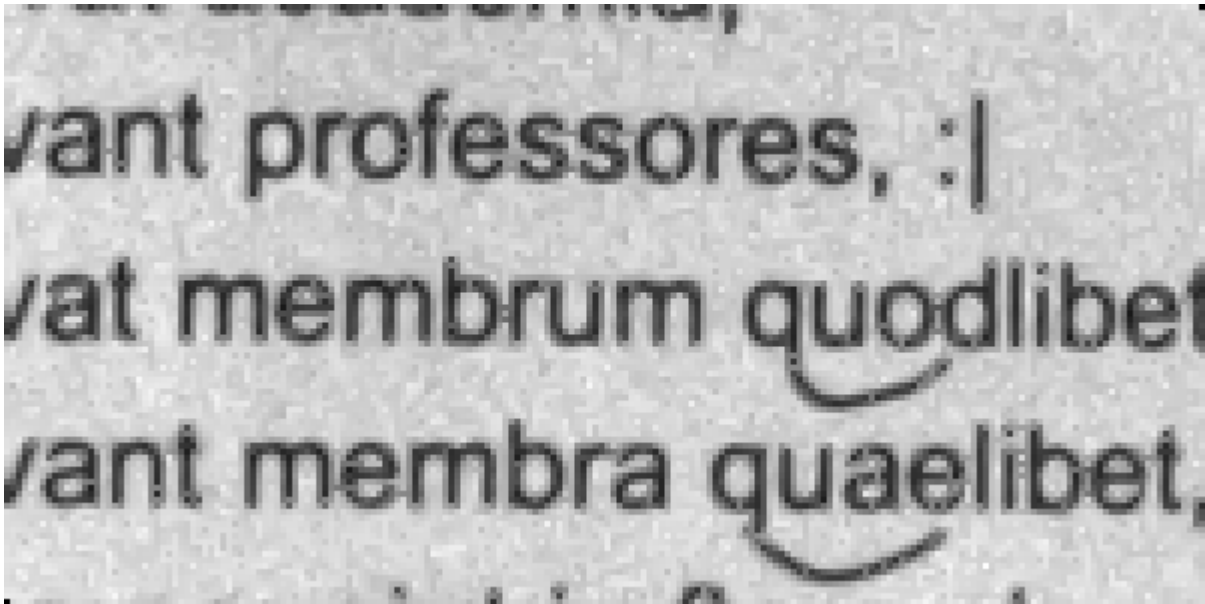 vant professores, :|
vat membrum quodlibet
vant membra quaelibet,